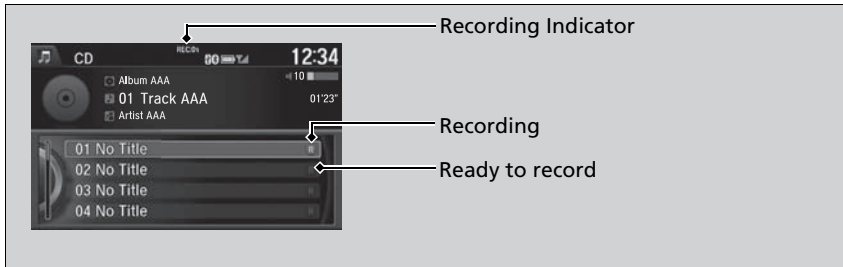 Recording Indicator
REC
CD
12:34
Album AAA
10
01 Track AAA
01'23"
Artist AAA
Recording
01 No Title
R
02 No Title
Ready to record
03 No Title
04 No Title